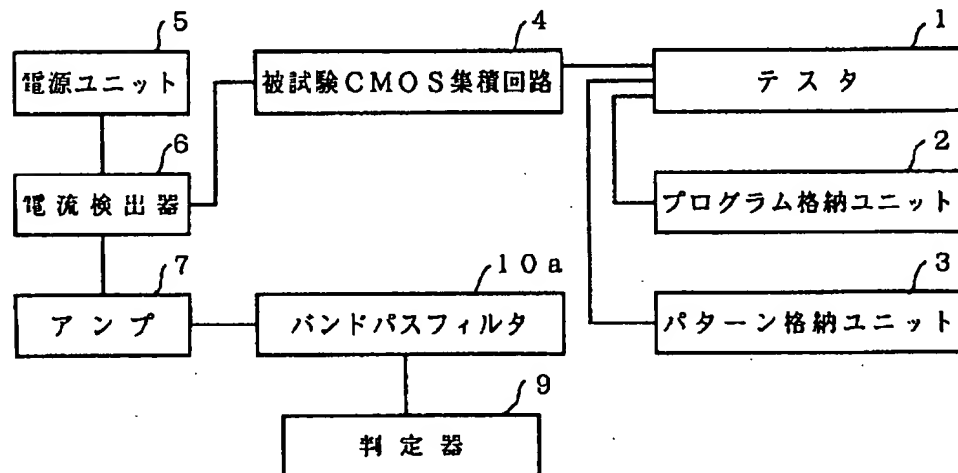 5
電源ユニット
4
被試験CMOS集積回路
1
テスタ
6
電流検出器
2
プログラム格納ユニット
7
アンプ
10a
バンドパスフィルタ
3
パターン格納ユニット
9
判定器